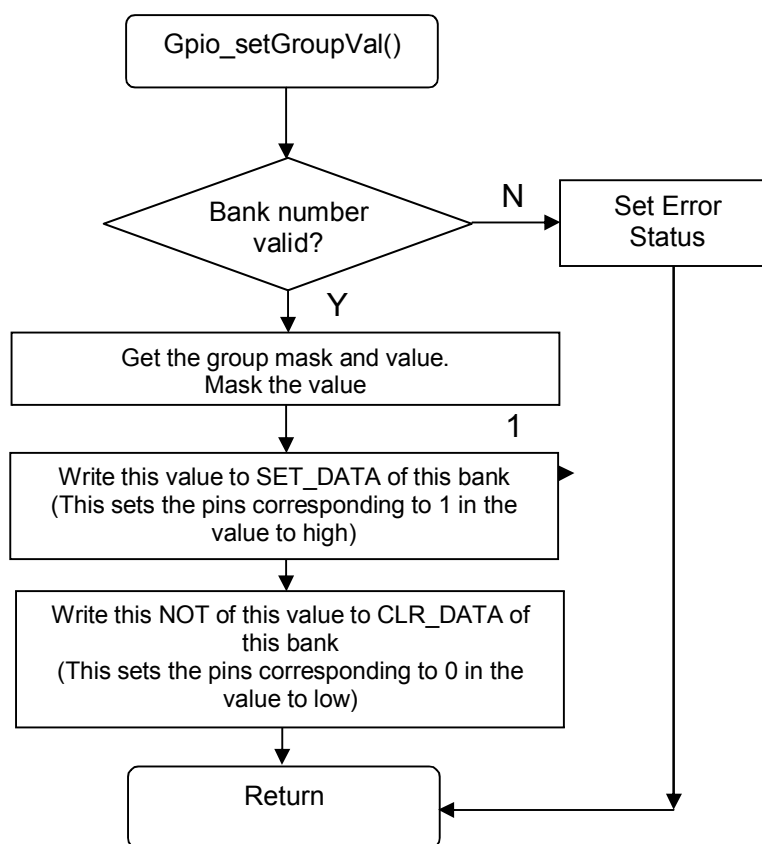 Gpio_setGroupVal()
Bank number
valid?
N
Set Error
Status
Y
Get the group mask and value.
Mask the value
1
Write this value to SET_DATA of this bank
(This sets the pins corresponding to 1 in the
value to high)
Write this NOT of this value to CLR_DATA of
this bank
(This sets the pins corresponding to 0 in the
value to low)
Return